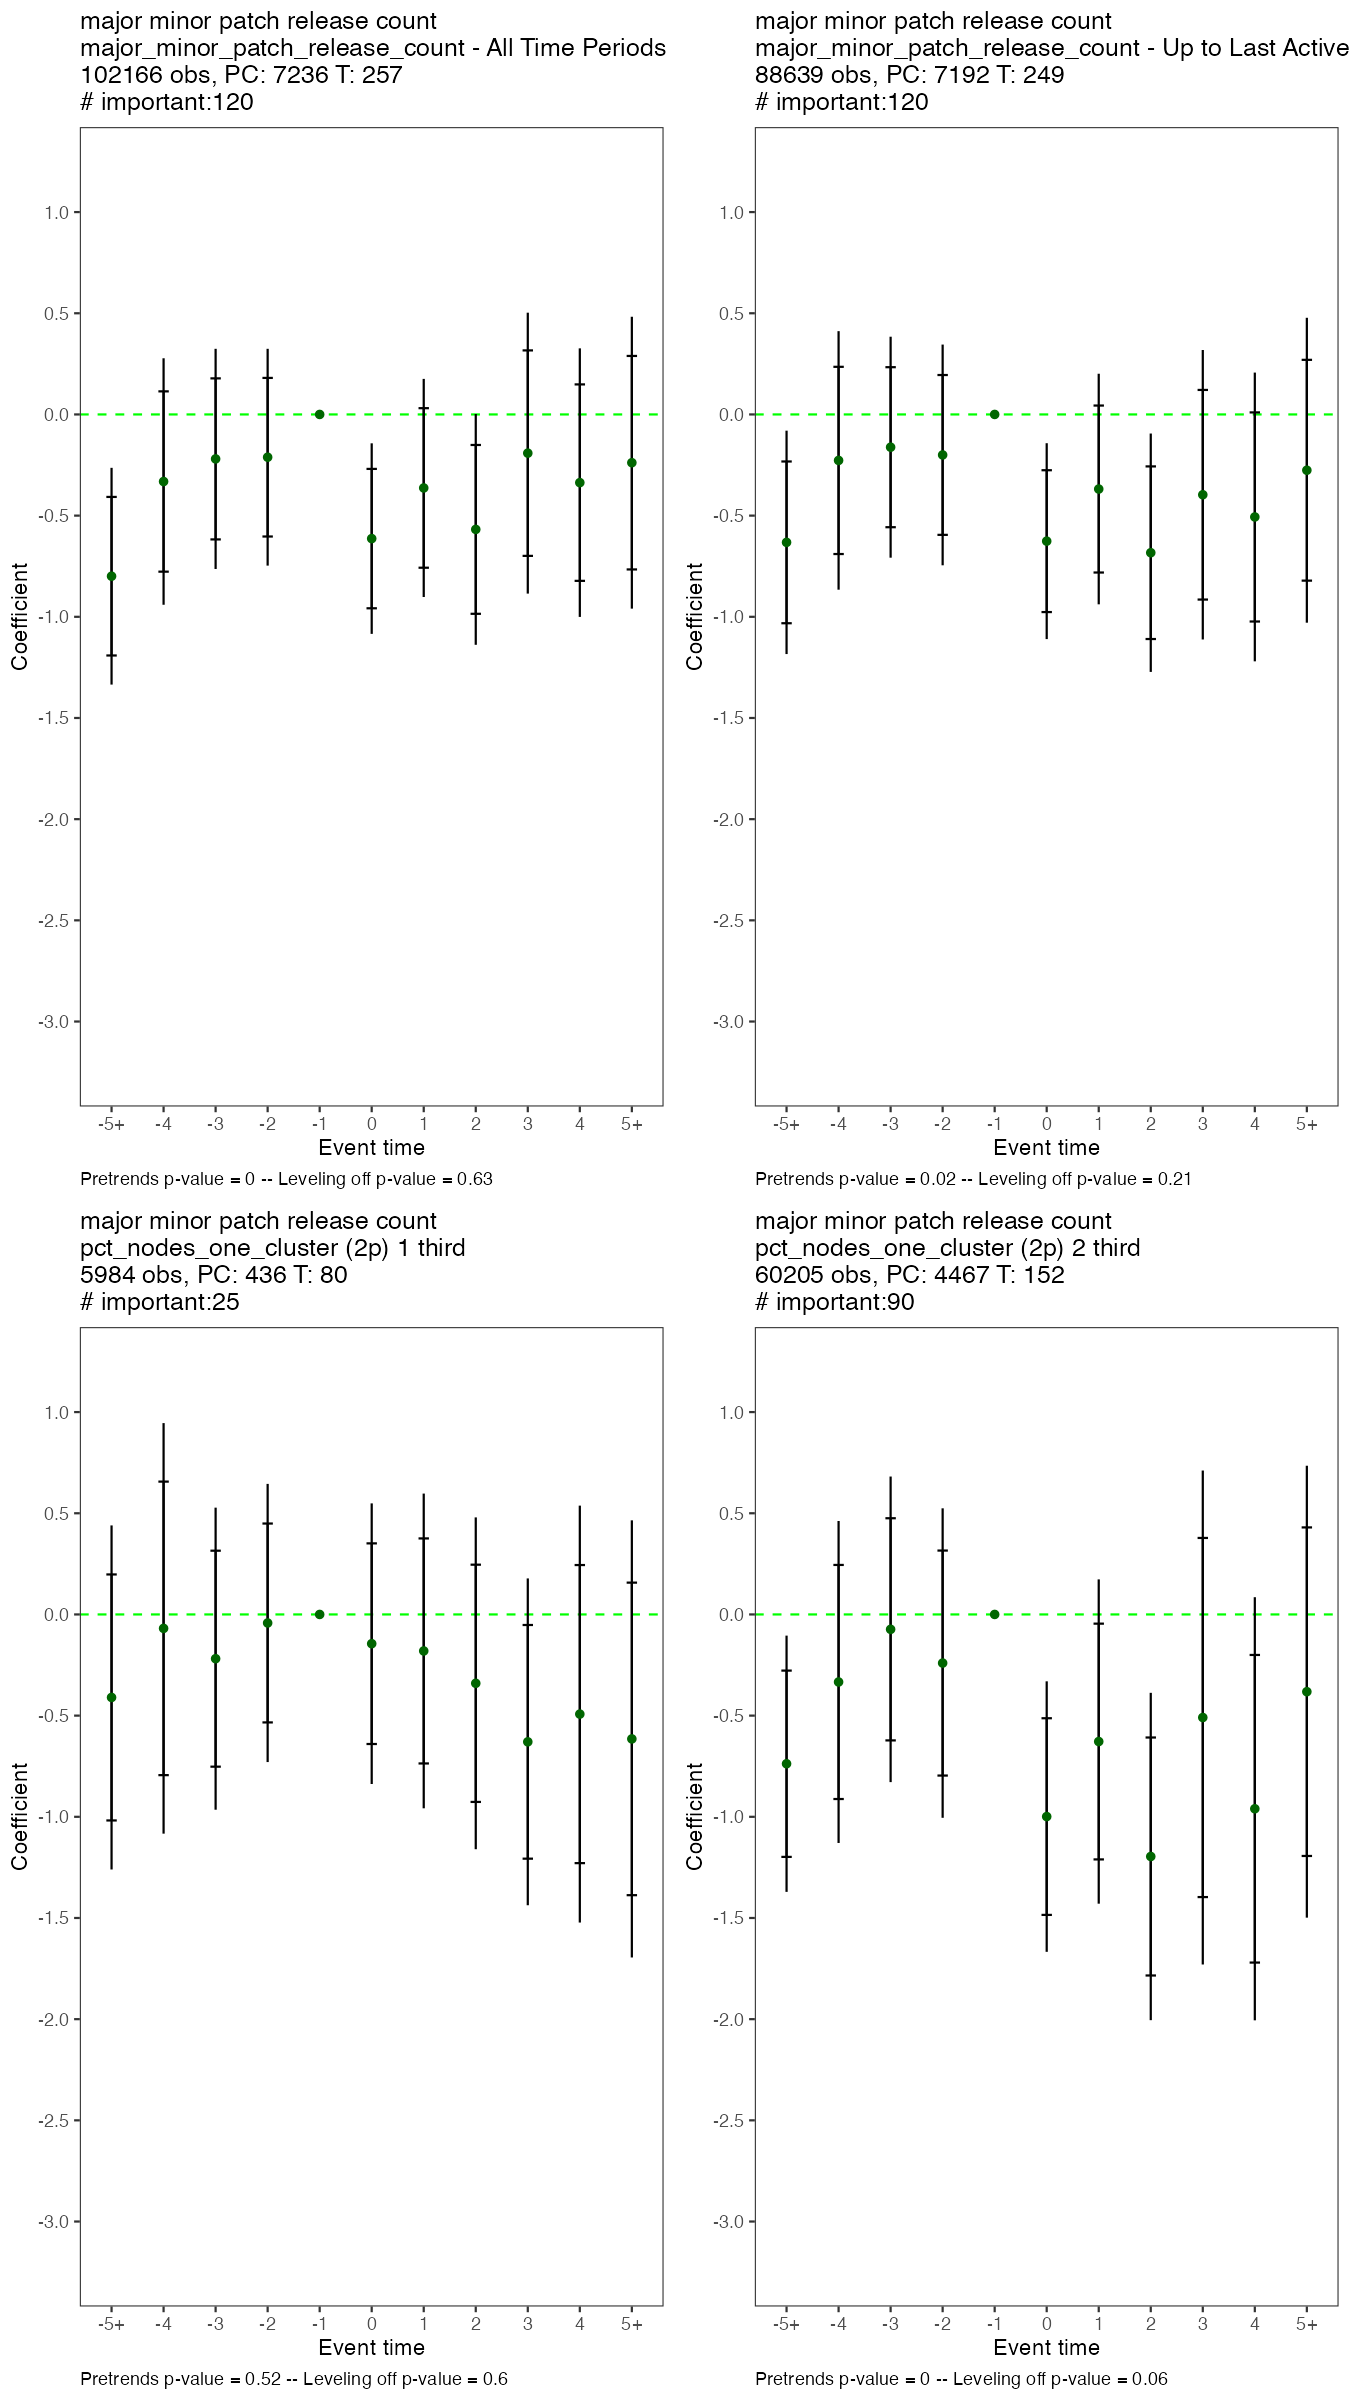 major minor patch release count
major_minor_patch_release_count - All Time Periods
102166 obs, PC: 7236 T: 257
# important:120
1.0
0.5
0.0
-0.5
-1.0
-1.5
-2.0
-2.5
-3.0
Coefficient
-5+ -4 -3 -2 -1 0 1 2 3 4 5+
Event time
Pretrends p-value = 0 -- Leveling off p-value = 0.63
major minor patch release count
major_minor_patch_release_count - Up to Last Active
88639 obs, PC: 7192 T: 249
# important:120
1.0
0.5
0.0
-0.5
-1.0
-1.5
-2.0
-2.5
-3.0
Coefficient
-5+ -4 -3 -2 -1 0 1 2 3 4 5+
Event time
Pretrends p-value = 0.02 -- Leveling off p-value = 0.21
major minor patch release count
pct_nodes_one_cluster (2p) 1 third
5984 obs, PC: 436 T: 80
# important:25
1.0
0.5
0.0
-0.5
-1.0
-1.5
-2.0
-2.5
-3.0
Coefficient
-5+ -4 -3 -2 -1 0 1 2 3 4 5+
Event time
Pretrends p-value = 0.52 -- Leveling off p-value = 0.6
major minor patch release count
pct_nodes_one_cluster (2p) 2 third
60205 obs, PC: 4467 T: 152
# important:90
1.0
0.5
0.0
-0.5
-1.0
-1.5
-2.0
-2.5
-3.0
Coefficient
-5+ -4 -3 -2 -1 0 1 2 3 4 5+
Event time
Pretrends p-value = 0 -- Leveling off p-value = 0.06